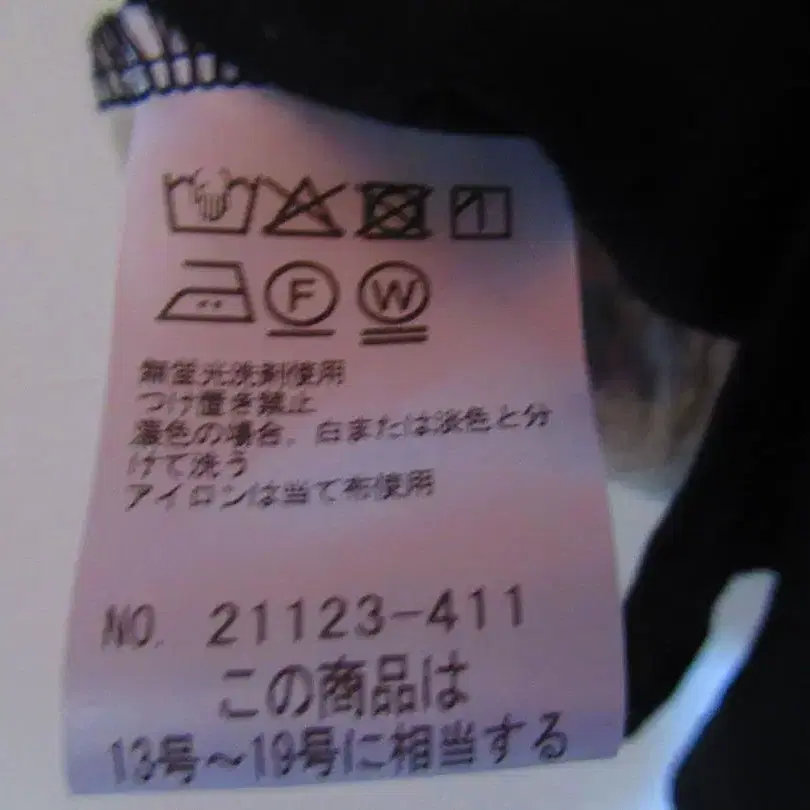 F W
無蛍光洗剤使用
つけ置き禁止
濃色の場合、白または淡色と分
けて洗う
アイロンは当て布使用
NO. 21123-411
この商品は
13号～19号に相当する